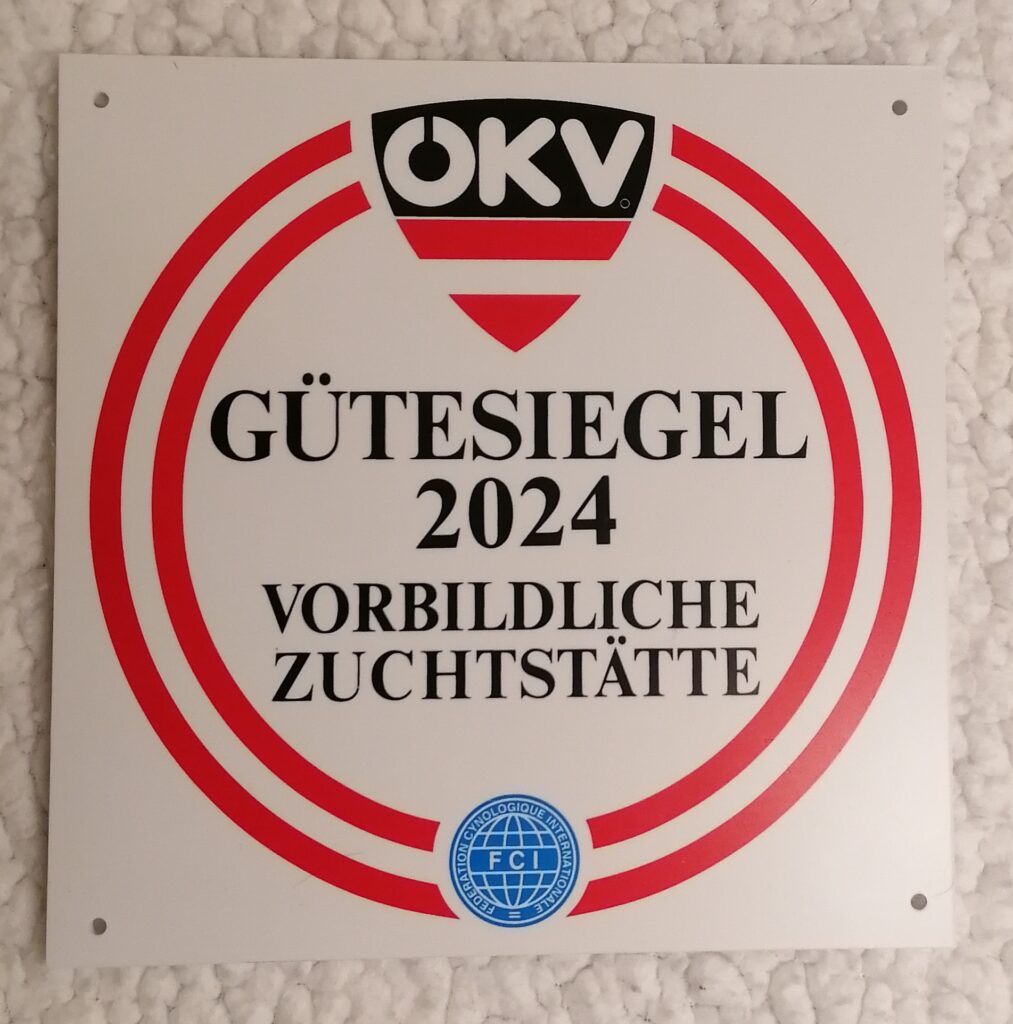 ÖKV
GÜTESIEGEL
2024
VORBILDLICHE
ZUCHTSTÄTTE
FEDERATION CYNOLOGIQUE INTERNATIONALE
FCI